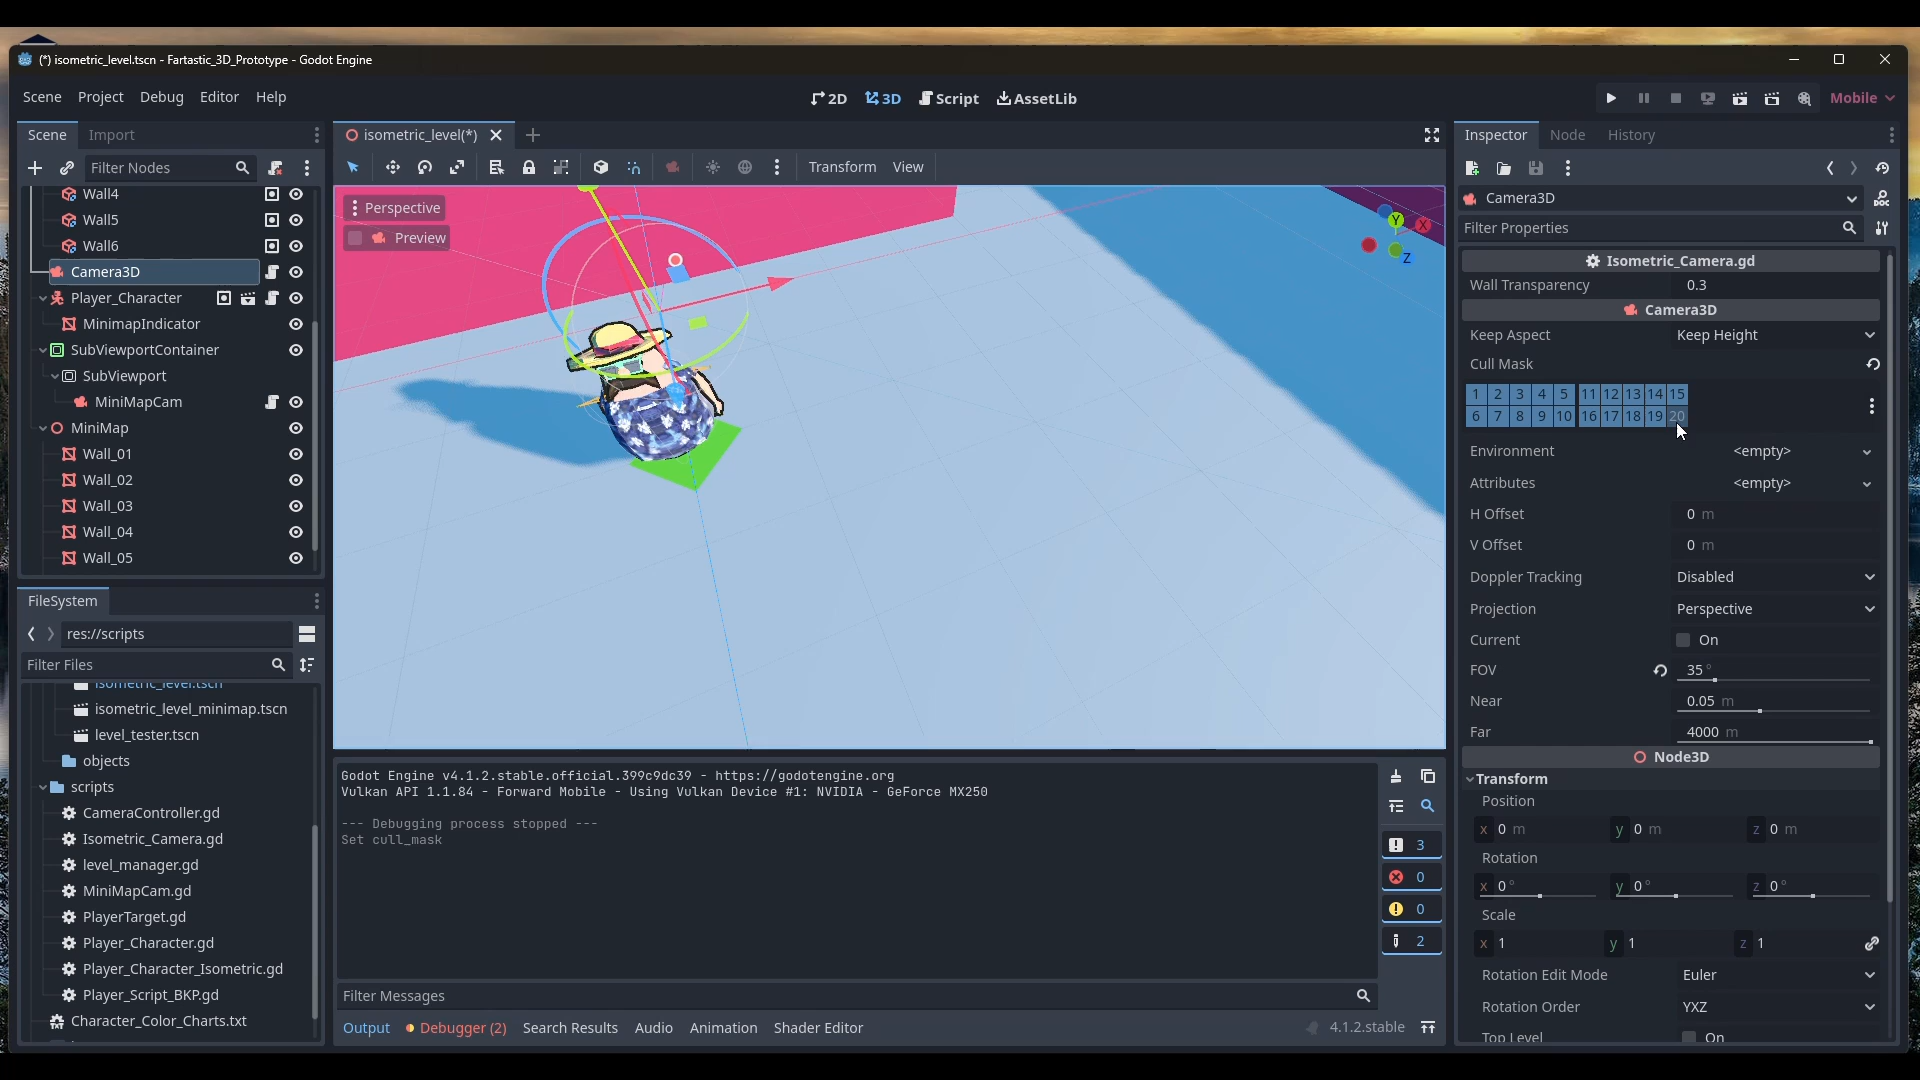 (*) isometric_level.tscn - Fartastic_3D_Prototype - Godot Engine
Scene Project Debug Editor Help
2D 3D Script AssetLib
Mobile
Scene Import
isometric_level(*)
Inspector Node History
Filter Nodes
Transform View
Wall4
Wall5
Wall6
Camera3D
Player_Character
MinimapIndicator
SubViewportContainer
SubViewport
MiniMapCam
MiniMap
Wall_01
Wall_02
Wall_03
Wall_04
Wall_05
Perspective
Preview
Y
X
Z
FileSystem
res://scripts
Filter Files
isometric_level.tscn
isometric_level_minimap.tscn
level_tester.tscn
objects
scripts
CameraController.gd
Isometric_Camera.gd
level_manager.gd
MiniMapCam.gd
PlayerTarget.gd
Player_Character.gd
Player_Character_Isometric.gd
Player_Script_BKP.gd
Character_Color_Charts.txt
Godot Engine v4.1.2.stable.official.399c9dc39 - https://godotengine.org
Vulkan API 1.1.84 - Forward Mobile - Using Vulkan Device #1: NVIDIA - GeForce MX250
--- Debugging process stopped ---
Set cull_mask
3
0
0
2
Filter Messages
Output Debugger (2) Search Results Audio Animation Shader Editor
4.1.2.stable
Camera3D
Filter Properties
Isometric_Camera.gd
Wall Transparency 0.3
Camera3D
Keep Aspect Keep Height
Cull Mask
1 2 3 4 5 11 12 13 14 15
6 7 8 9 10 16 17 18 19 20
Environment <empty>
Attributes <empty>
H Offset 0 m
V Offset 0 m
Doppler Tracking Disabled
Projection Perspective
Current On
FOV 35 °
Near 0.05 m
Far 4000 m
Node3D
Transform
Position
x 0 m y 0 m z 0 m
Rotation
x 0 ° y 0 ° z 0 °
Scale
x 1 y 1 z 1
Rotation Edit Mode Euler
Rotation Order YXZ
Top Level On